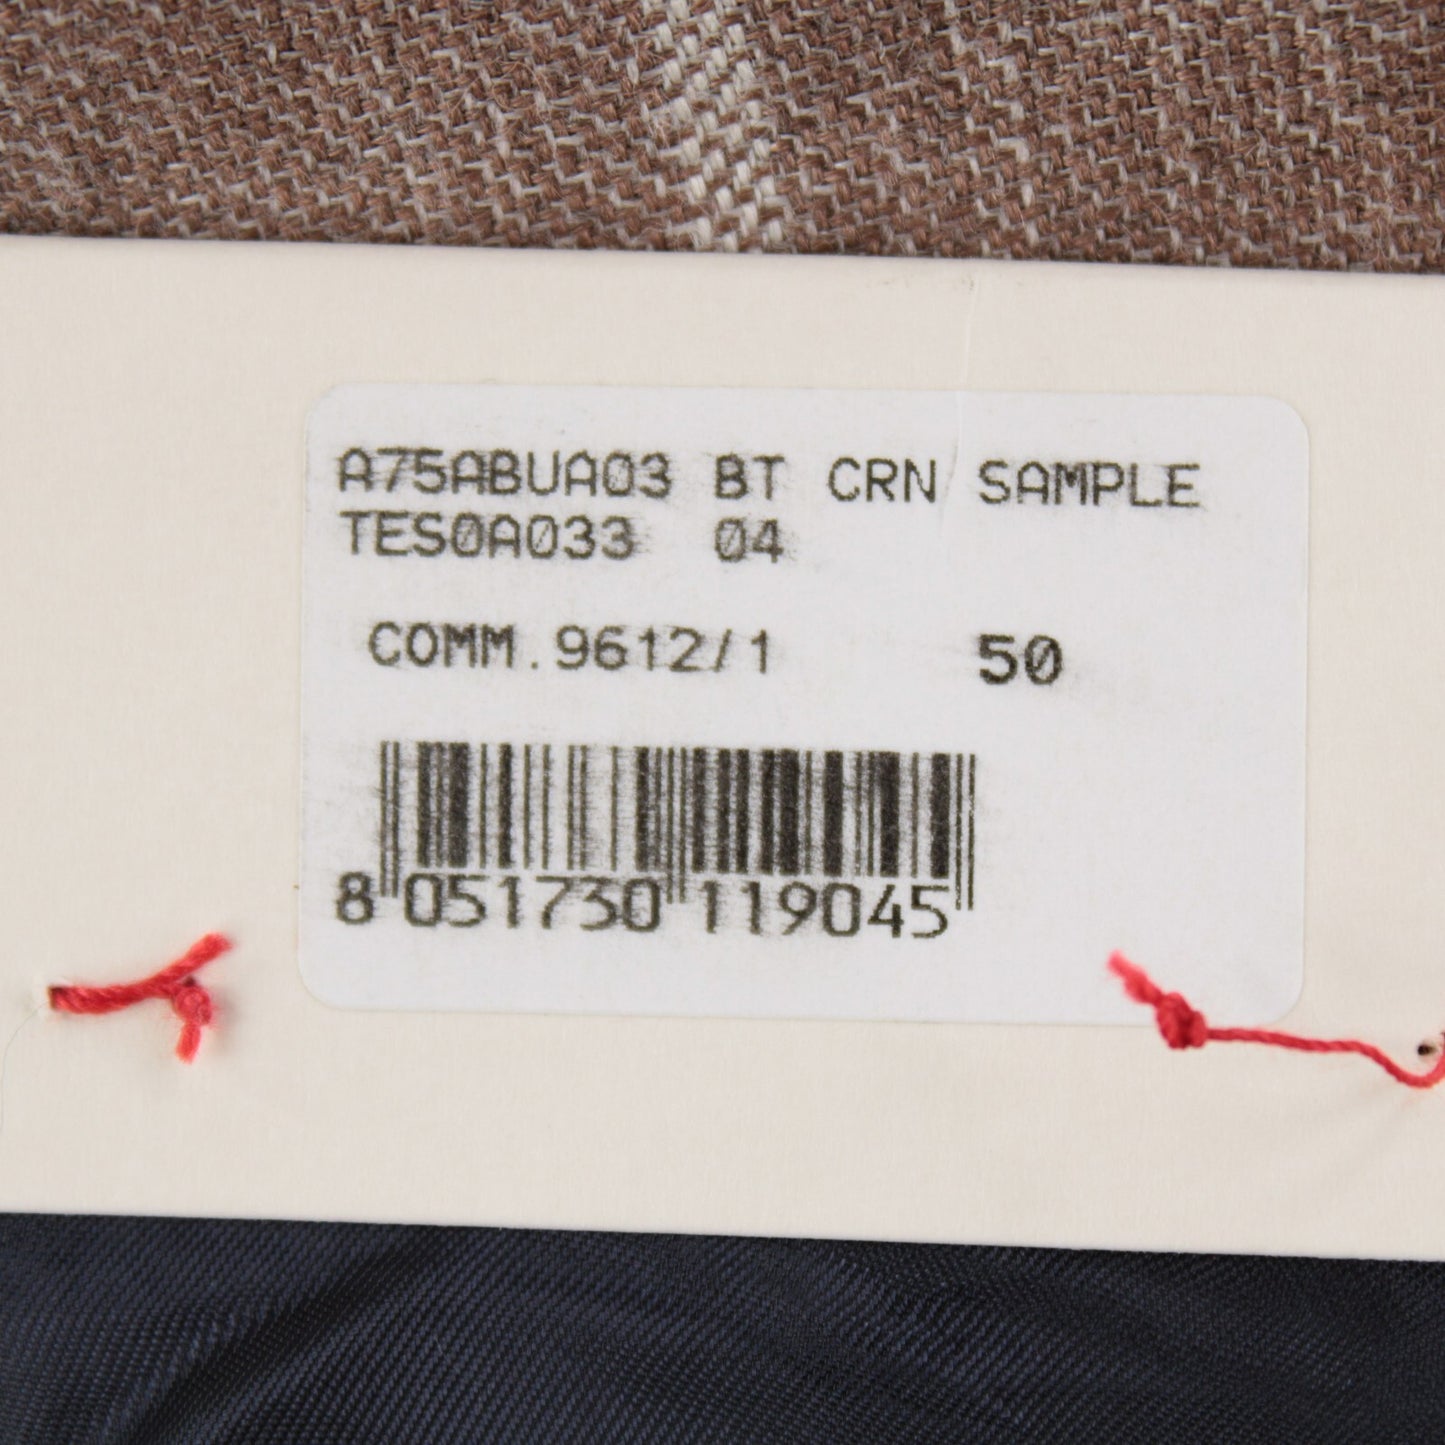 A75ABUA03 BT CRN SAMPLE
TES0A033 04
COMM.9612/1 50
8 051730 119045